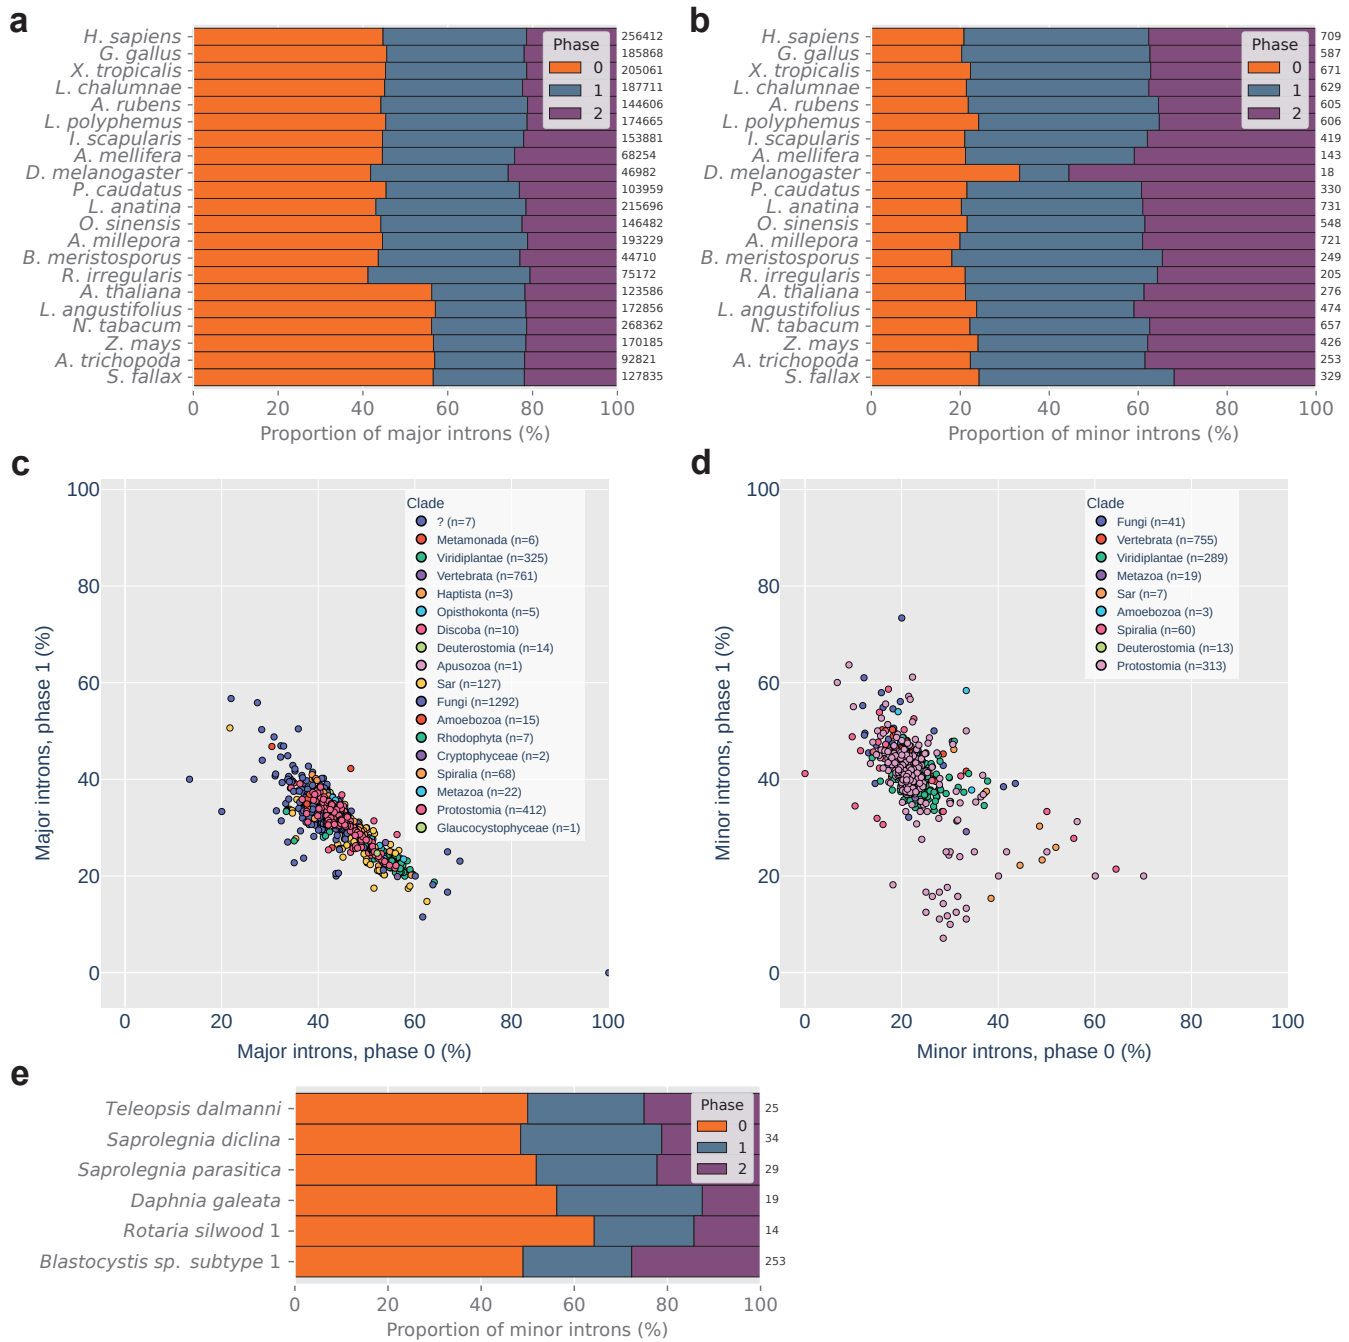 a
H. sapiens
G. gallus
X. tropicalis
L. chalumnae
A. rubens
L. polyphemus
I. scapularis
A. mellifera
D. melanogaster
P. caudatus
L. anatina
O. sinensis
A. millepora
B. meristosporus
R. irregularis
A. thaliana
L. angustifolius
N. tabacum
Z. mays
A. trichopoda
S. fallax
Phase
0
1
2
256412
185868
205061
187711
144606
174665
153881
68254
46982
103959
215696
146482
193229
44710
75172
123586
172856
268362
170185
92821
127835
0 20 40 60 80 100
Proportion of major introns (%)
b
H. sapiens
G. gallus
X. tropicalis
L. chalumnae
A. rubens
L. polyphemus
I. scapularis
A. mellifera
D. melanogaster
P. caudatus
L. anatina
O. sinensis
A. millepora
B. meristosporus
R. irregularis
A. thaliana
L. angustifolius
N. tabacum
Z. mays
A. trichopoda
S. fallax
Phase
0
1
2
709
587
671
629
605
606
419
143
18
330
731
548
721
249
205
276
474
657
426
253
329
0 20 40 60 80 100
Proportion of minor introns (%)
c
100
80
60
40
20
0
Major introns, phase 1 (%)
Clade
? (n=7)
Metamonada (n=6)
Viridiplantae (n=325)
Vertebrata (n=761)
Haptista (n=3)
Opisthokonta (n=5)
Discoba (n=10)
Deuterostomia (n=14)
Apusozoa (n=1)
Sar (n=127)
Fungi (n=1292)
Amoebozoa (n=15)
Rhodophyta (n=7)
Cryptophyceae (n=2)
Spiralia (n=68)
Metazoa (n=22)
Protostomia (n=412)
Glaucocystophyceae (n=1)
0 20 40 60 80 100
Major introns, phase 0 (%)
d
100
80
60
40
20
0
Minor introns, phase 1 (%)
Clade
Fungi (n=41)
Vertebrata (n=755)
Viridiplantae (n=289)
Metazoa (n=19)
Sar (n=7)
Amoebozoa (n=3)
Spiralia (n=60)
Deuterostomia (n=13)
Protostomia (n=313)
0 20 40 60 80 100
Minor introns, phase 0 (%)
e
Teleopsis dalmanni
Saprolegnia diclina
Saprolegnia parasitica
Daphnia galeata
Rotaria silwood 1
Blastocystis sp. subtype 1
Phase
0
1
2
25
34
29
19
14
253
0 20 40 60 80 100
Proportion of minor introns (%)